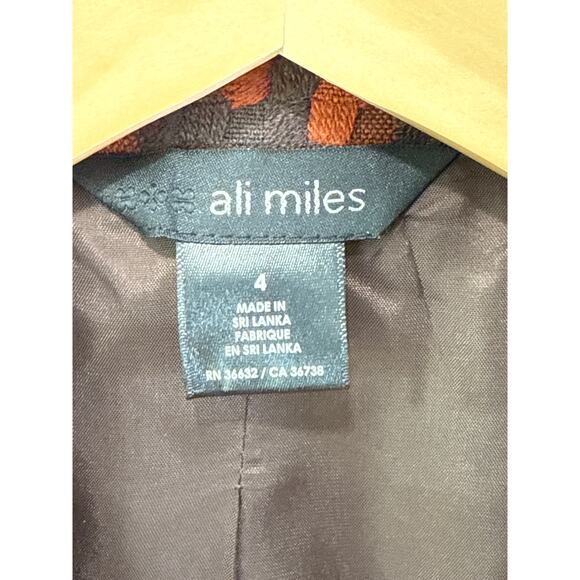 ali miles
4
MADE IN
SRI LANKA
FABRIQUE
EN SRI LANKA
RN 36632 / CA 36738